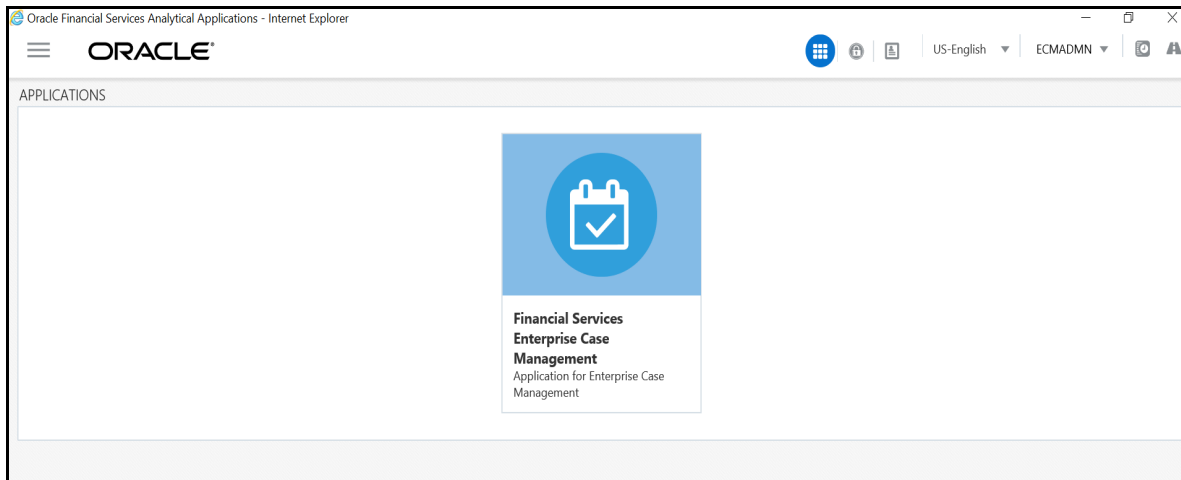 Oracle Financial Services Analytical Applications - Internet Explorer
ORACLE®
US-English
ECMADMN
APPLICATIONS
Financial Services
Enterprise Case
Management
Application for Enterprise Case
Management